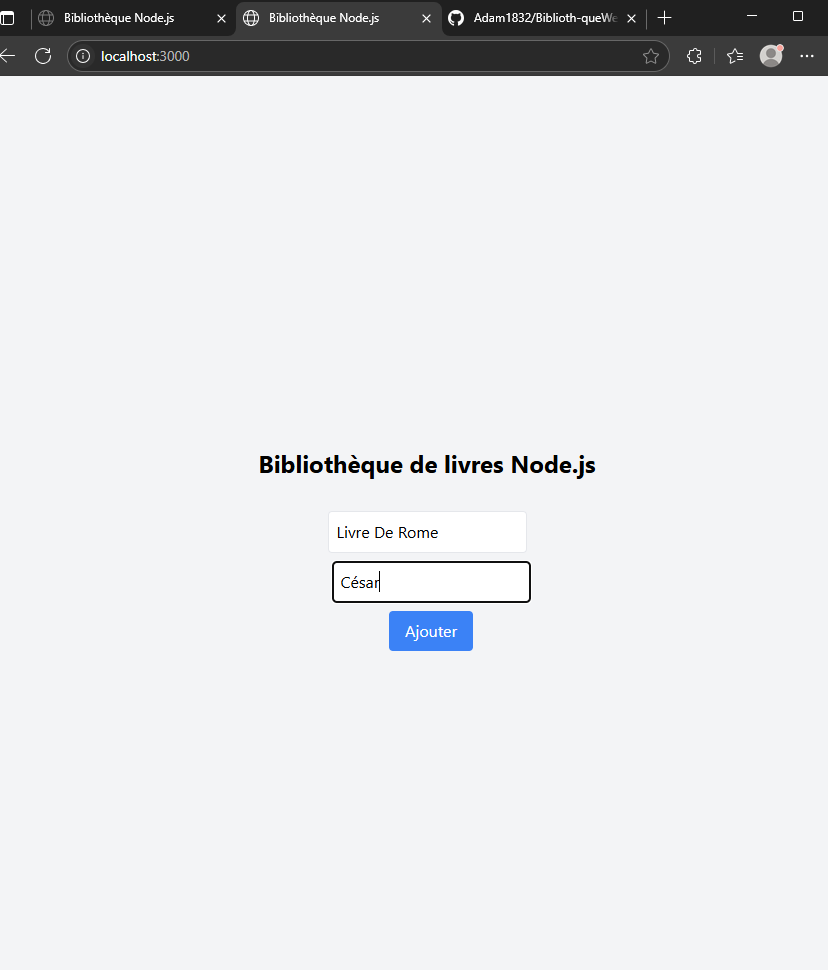 Bibliothèque Node.js
Bibliothèque Node.js
Adam1832/Biblioth-queWe
localhost:3000
Bibliothèque de livres Node.js
Livre De Rome
César
Ajouter